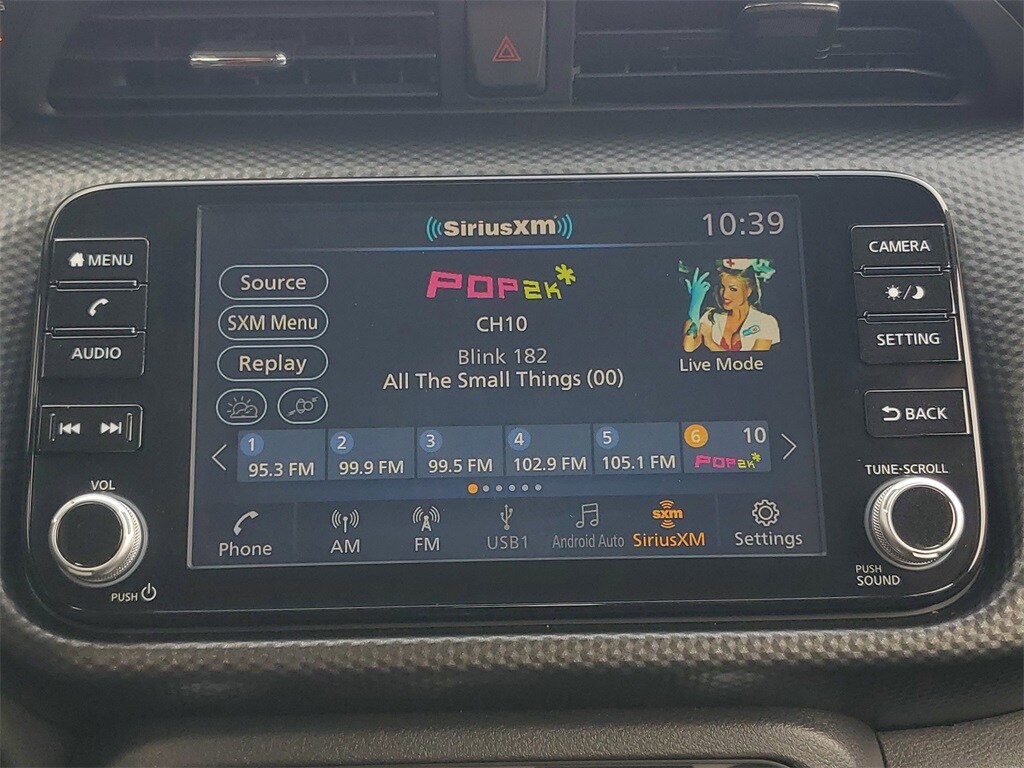 SiriusXM
10:39
MENU
AUDIO
VOL
PUSH
Source
SXM Menu
Replay
POP2K*
CH10
Blink 182
All The Small Things (00)
Live Mode
1 95.3 FM
2 99.9 FM
3 99.5 FM
4 102.9 FM
5 105.1 FM
6 10 POP2K*
Phone
AM
FM
USB1
Android Auto
sxm
SiriusXM
Settings
CAMERA
SETTING
BACK
TUNE·SCROLL
PUSH
SOUND